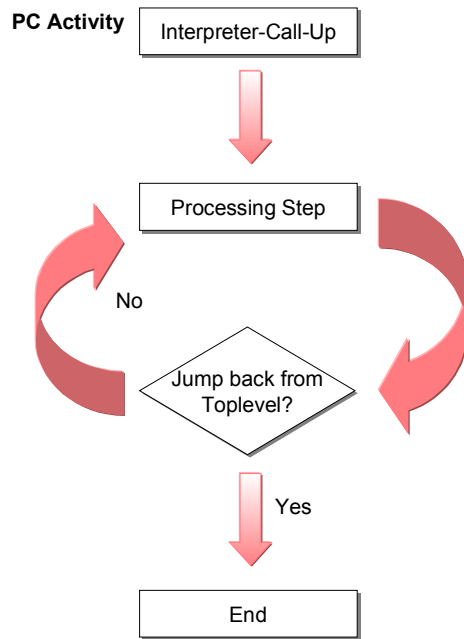 PC Activity
Interpreter-Call-Up
Processing Step
No
Jump back from
Toplevel?
Yes
End